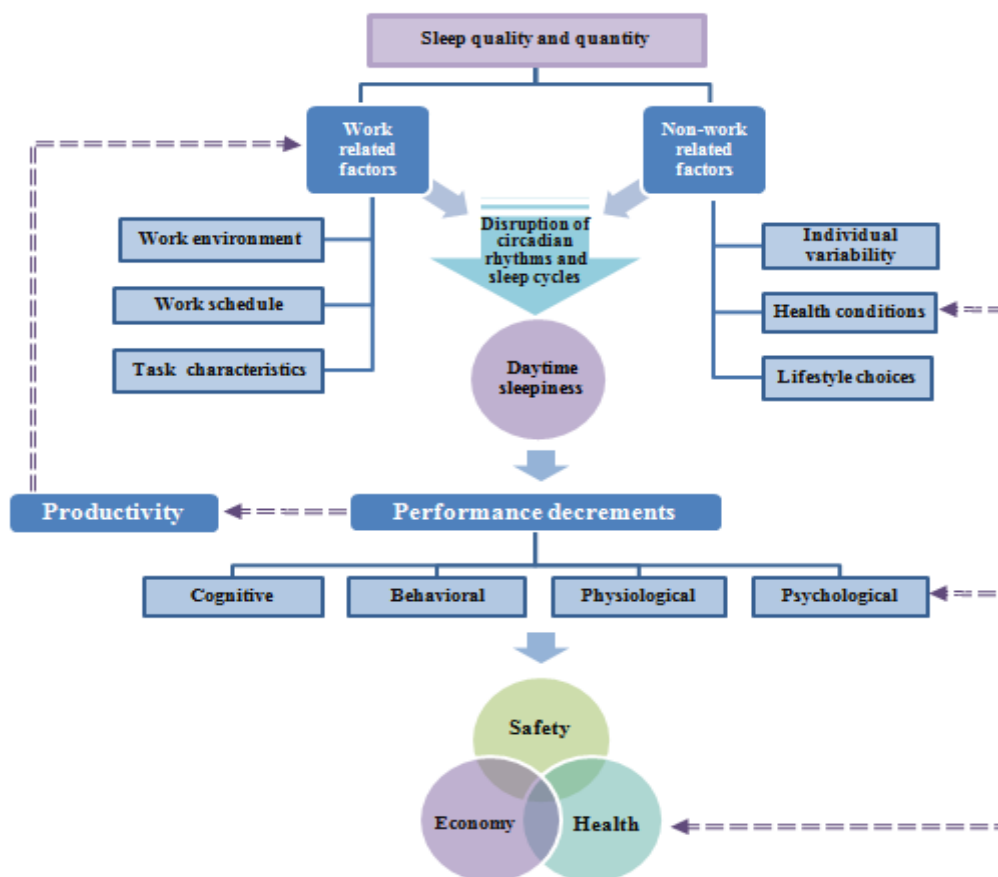 Sleep quality and quantity
Work
related
factors
Non-work
related
factors
Disruption of
circadian
rhythms and
sleep cycles
Work environment
Work schedule
Task characteristics
Individual
variability
Health conditions
Lifestyle choices
Daytime
sleepiness
Productivity
Performance decrements
Cognitive
Behavioral
Physiological
Psychological
Safety
Economy
Health